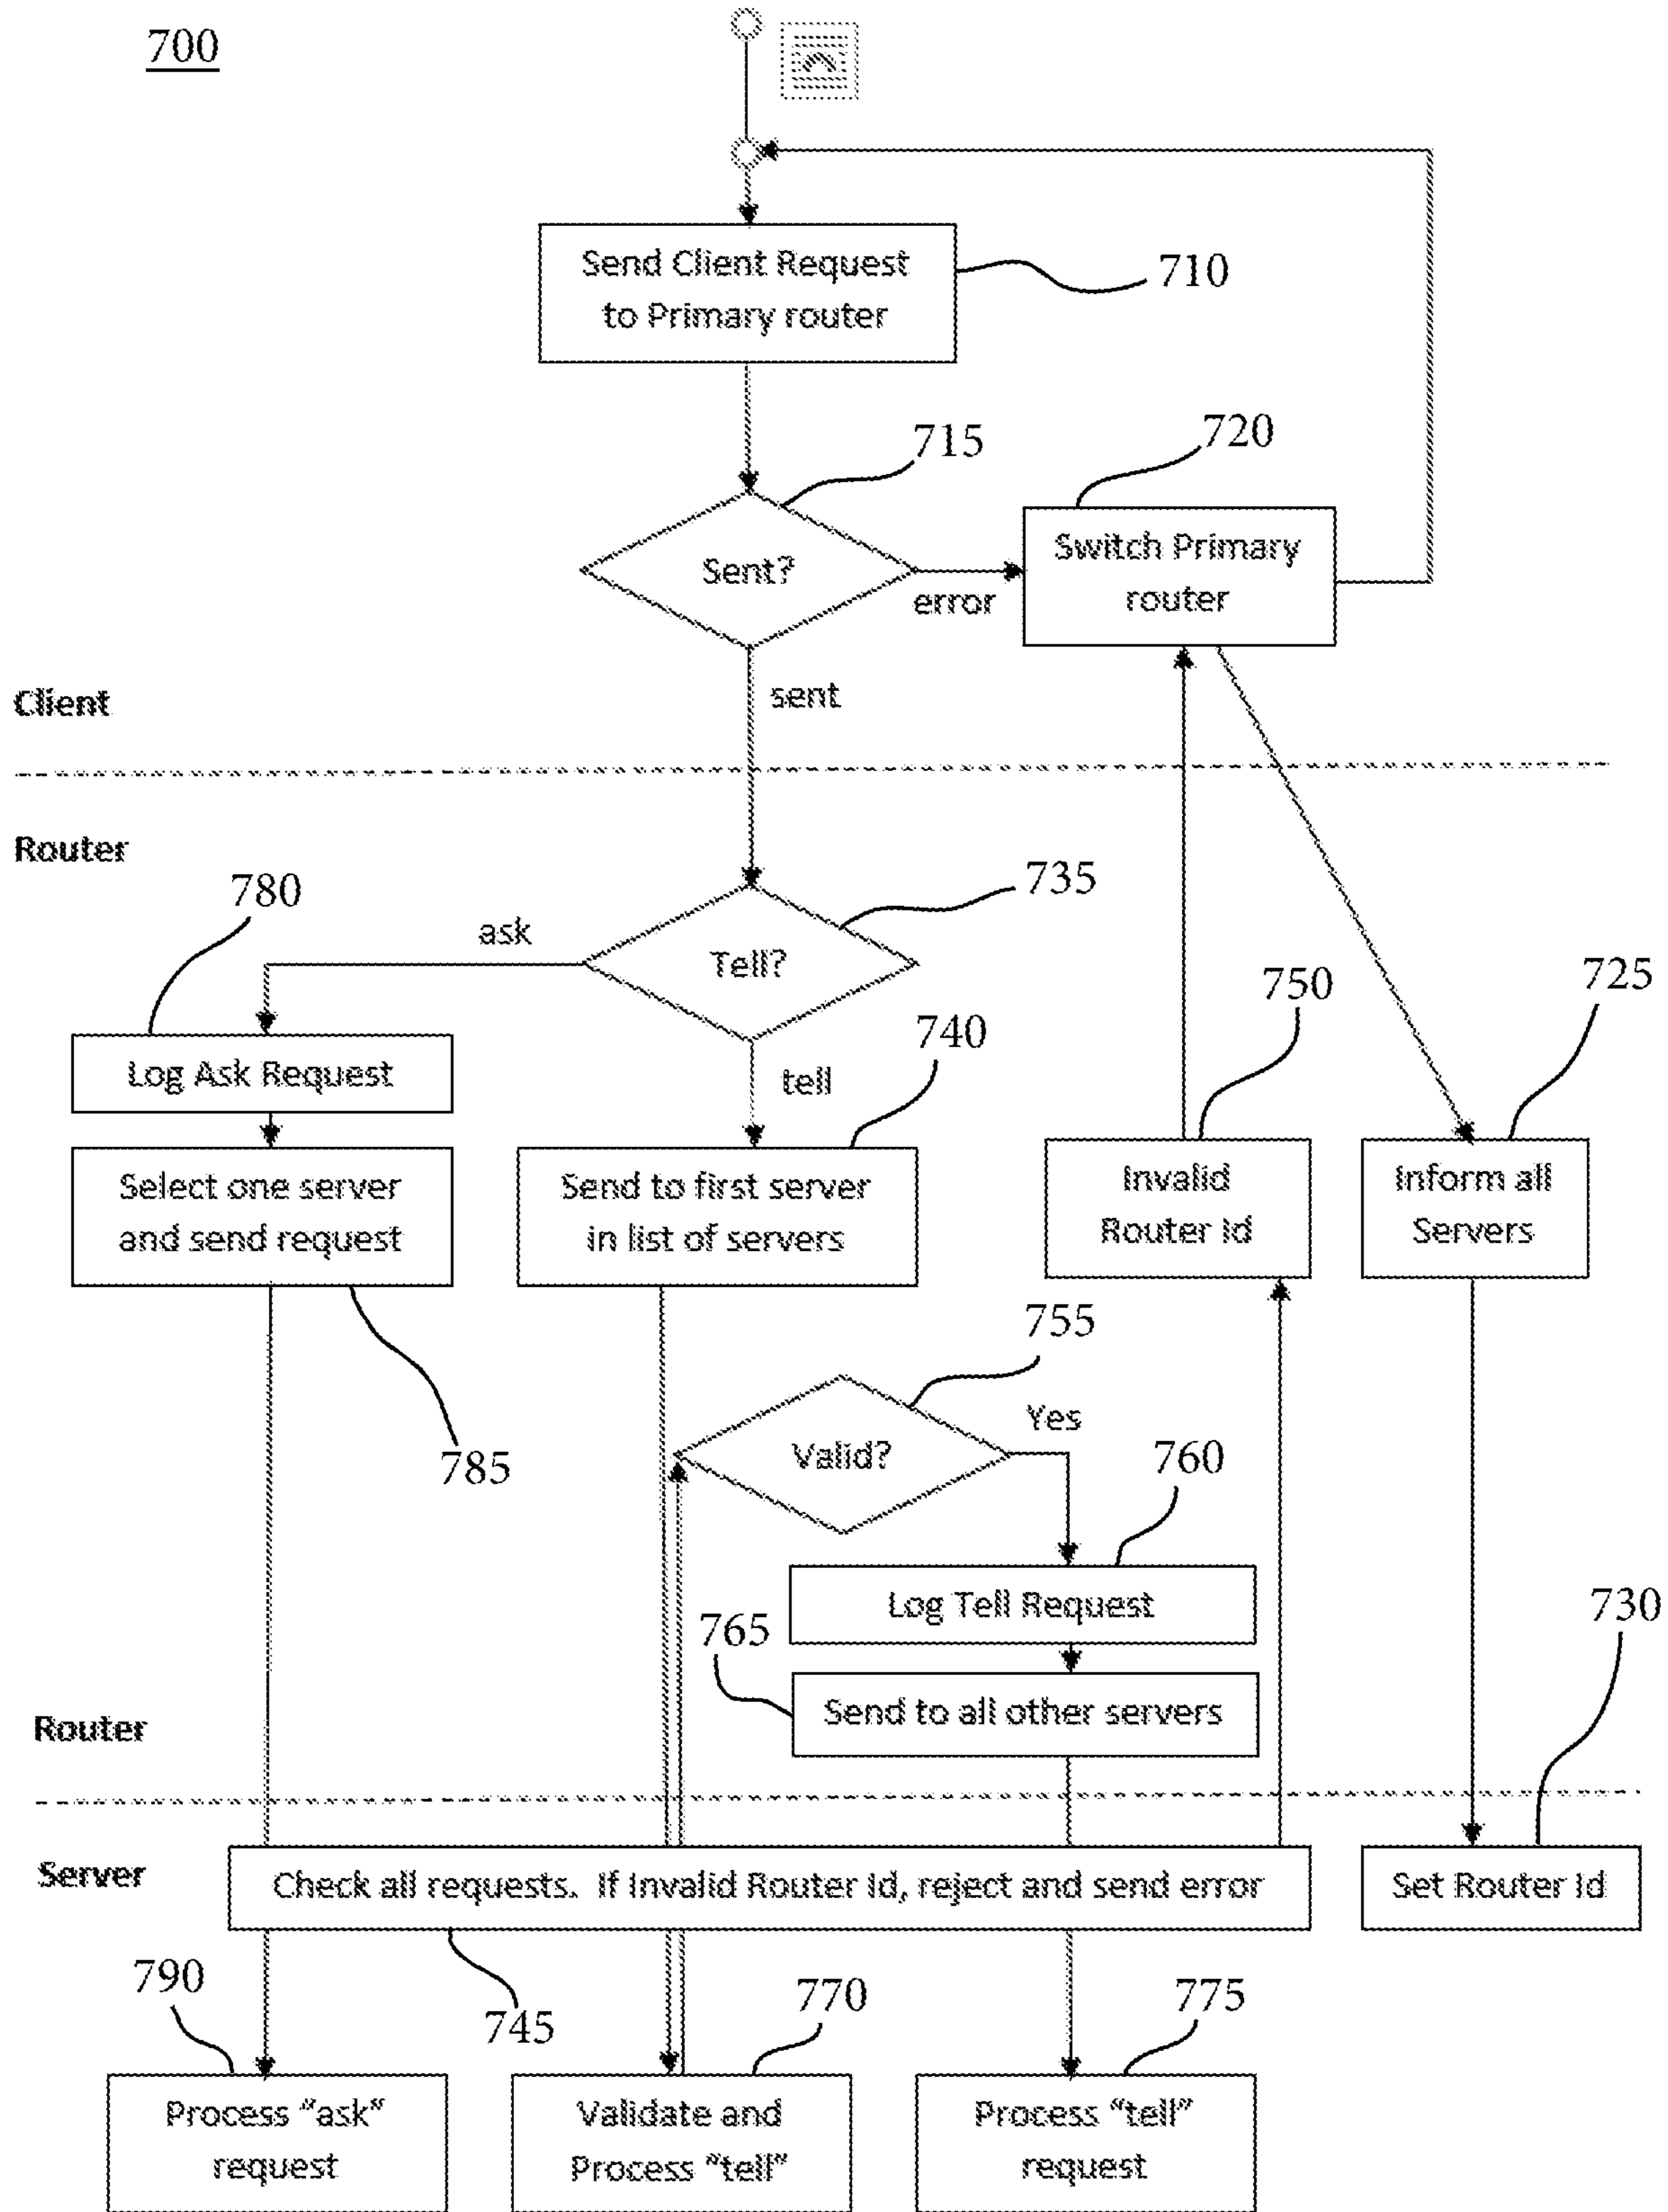 700
Send Client Request
to Primary router
710
715
720
Sent?
Switch Primary
router
error
sent
Client
Router
780
735
ask
Tell?
750
725
740
Log Ask Request
tell
Select one server
and send request
Send to first server
in list of servers
Invalid
Router Id
Inform all
Servers
755
Yes
785
Valid?
760
Log Tell Request
730
765
Send to all other servers
Router
Server
Check all requests. If Invalid Router Id, reject and send error
Set Router Id
790
745
770
775
Process "ask"
request
Validate and
Process "tell"
Process "tell"
request